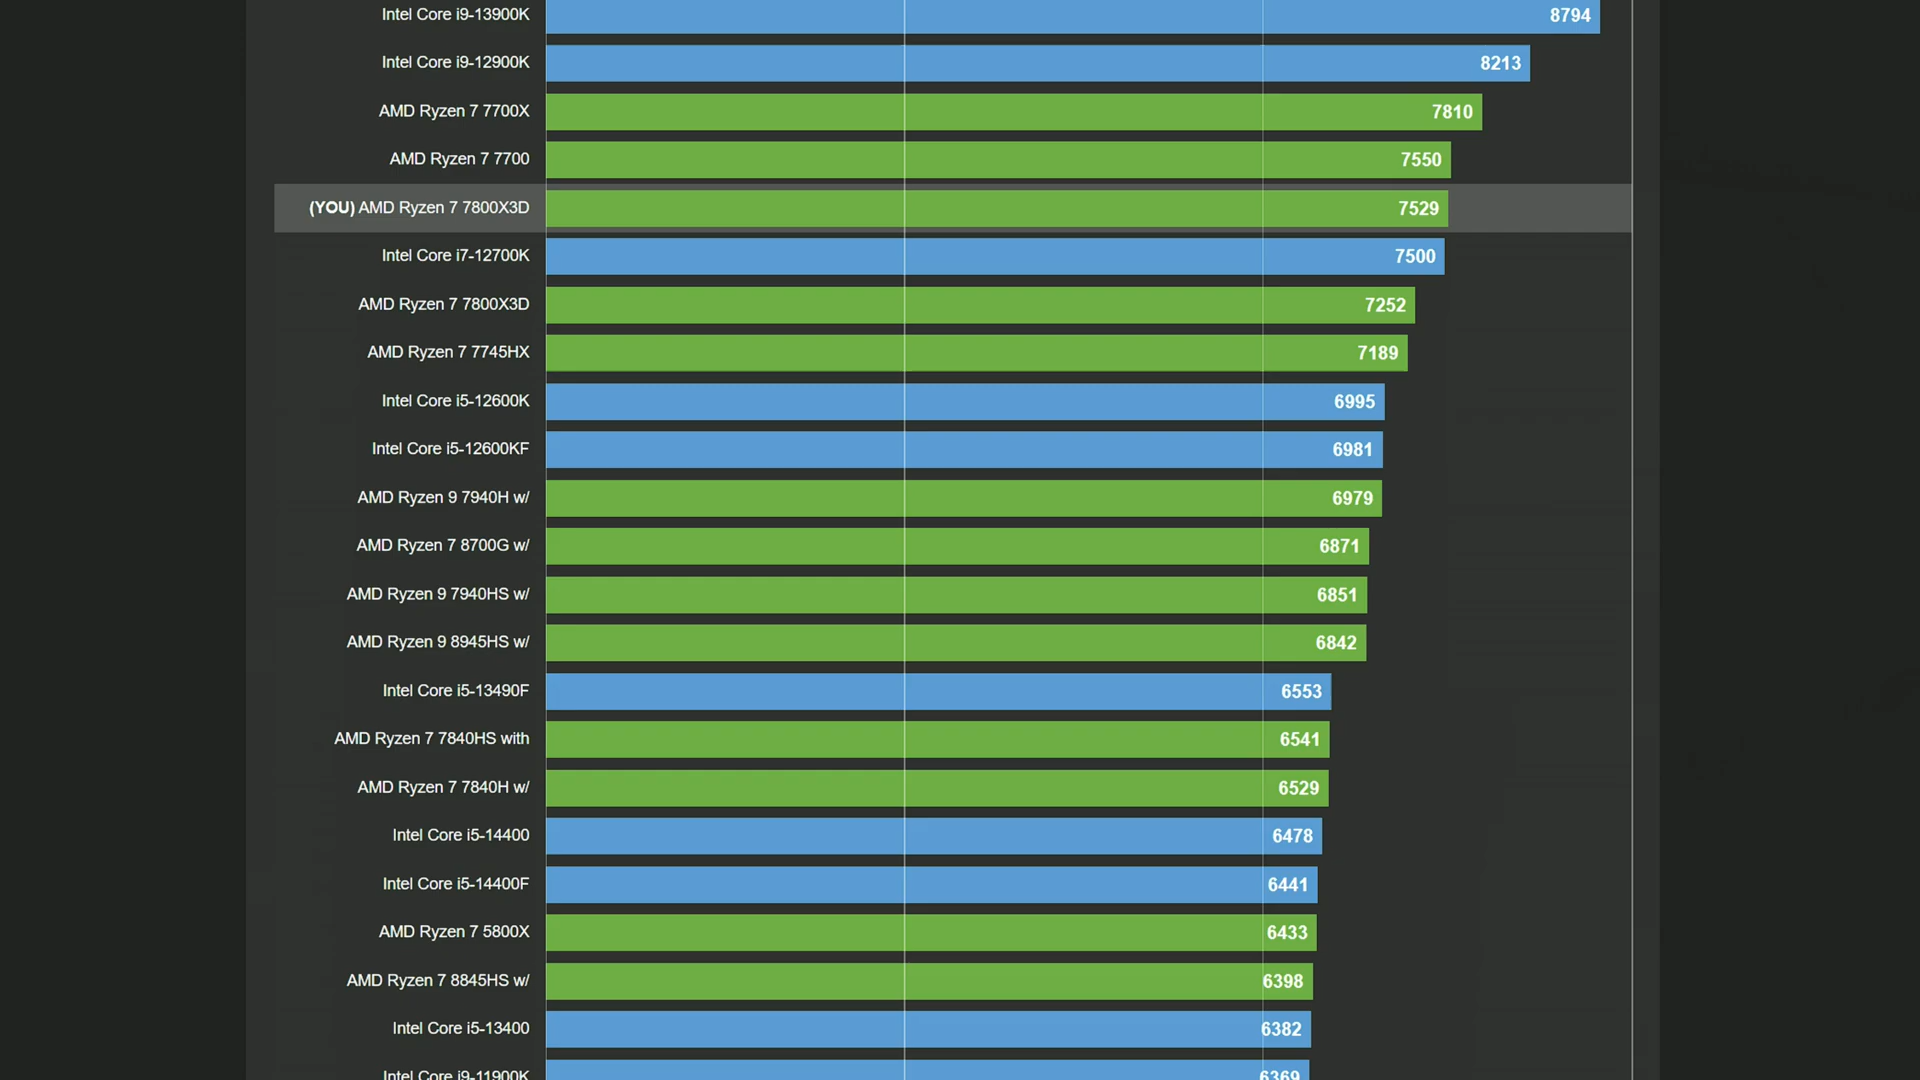 Intel Core i9-13900K 8794
Intel Core i9-12900K 8213
AMD Ryzen 7 7700X 7810
AMD Ryzen 7 7700 7550
(YOU) AMD Ryzen 7 7800X3D 7529
Intel Core i7-12700K 7500
AMD Ryzen 7 7800X3D 7252
AMD Ryzen 7 7745HX 7189
Intel Core i5-12600K 6995
Intel Core i5-12600KF 6981
AMD Ryzen 9 7940H w/ 6979
AMD Ryzen 7 8700G w/ 6871
AMD Ryzen 9 7940HS w/ 6851
AMD Ryzen 9 8945HS w/ 6842
Intel Core i5-13490F 6553
AMD Ryzen 7 7840HS with 6541
AMD Ryzen 7 7840H w/ 6529
Intel Core i5-14400 6478
Intel Core i5-14400F 6441
AMD Ryzen 7 5800X 6433
AMD Ryzen 7 8845HS w/ 6398
Intel Core i5-13400 6382
Intel Core i9-11900K 6369